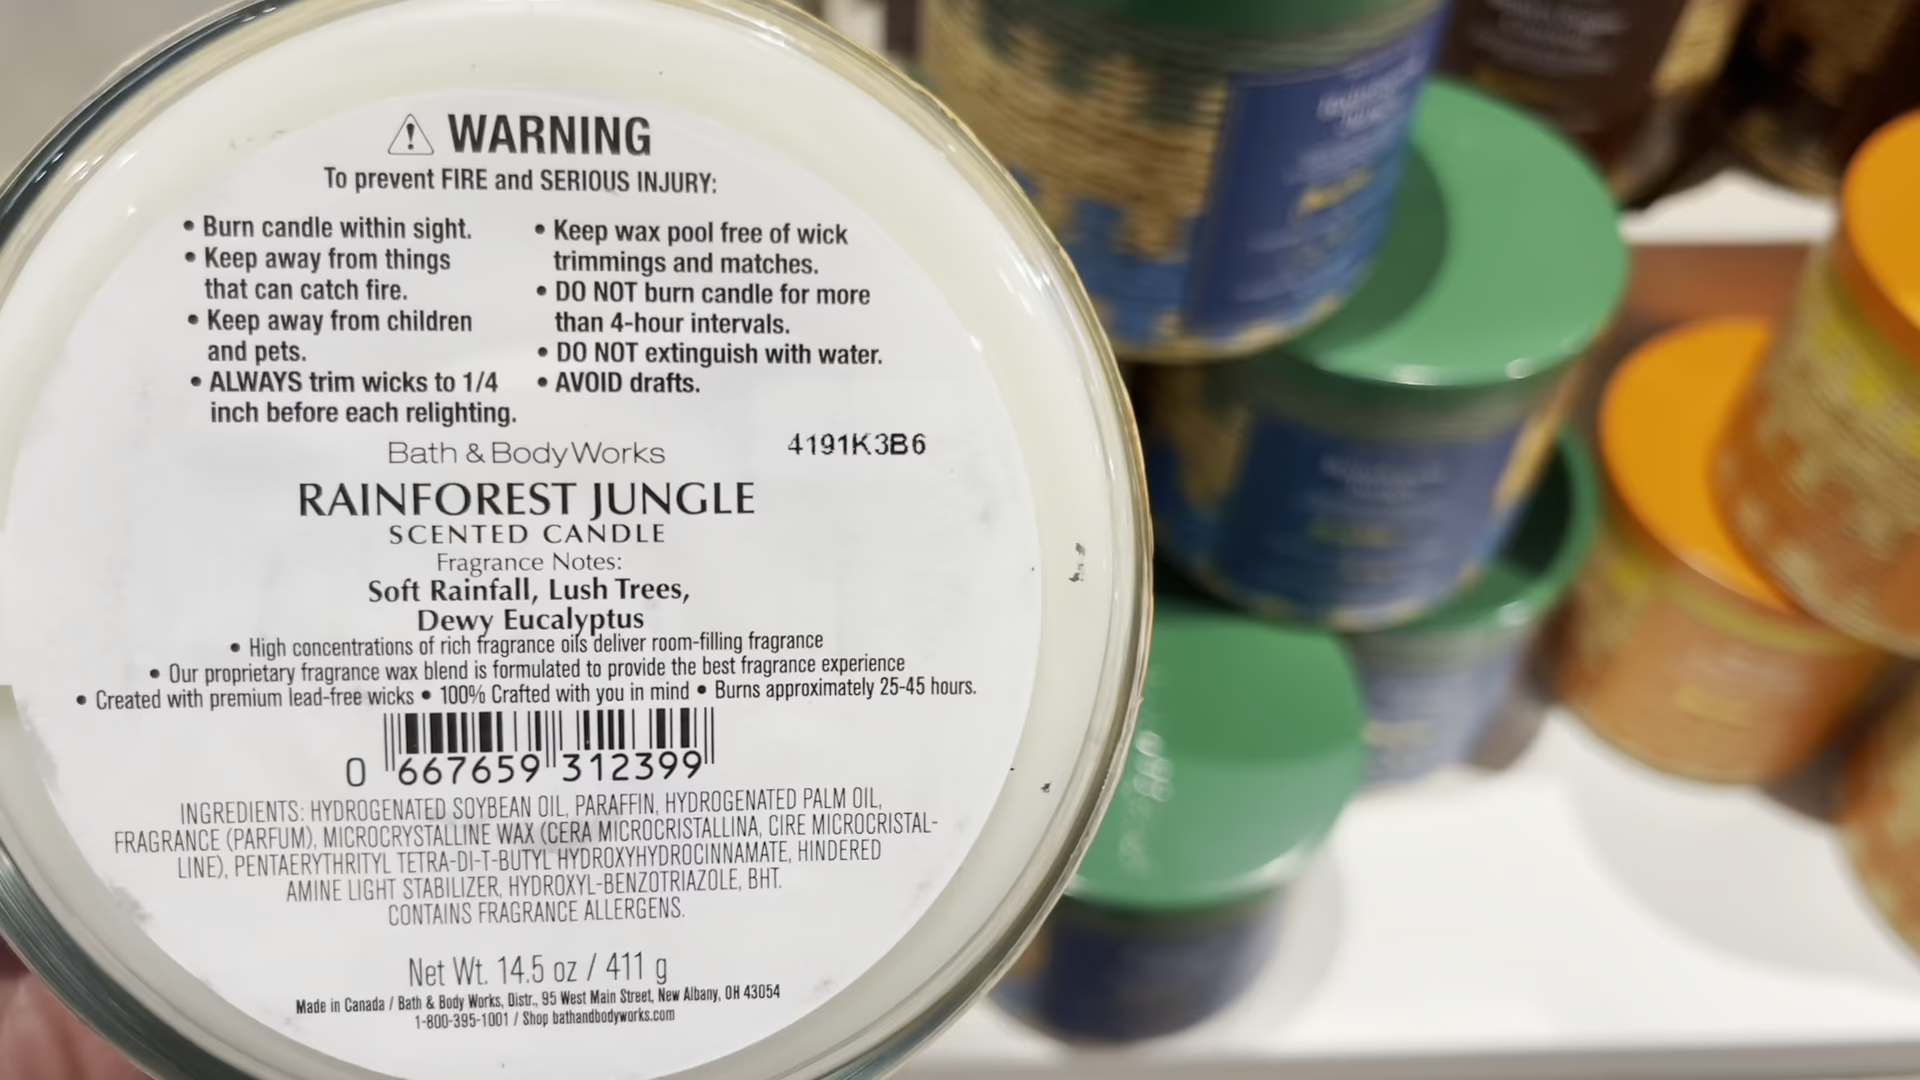 WARNING
To prevent FIRE and SERIOUS INJURY:
• Burn candle within sight.
• Keep away from things
that can catch fire.
• Keep away from children
and pets.
• ALWAYS trim wicks to 1/4
inch before each relighting.
• Keep wax pool free of wick
trimmings and matches.
• DO NOT burn candle for more
than 4-hour intervals.
• DO NOT extinguish with water.
• AVOID drafts.
Bath & Body Works
4191K3B6
RAINFOREST JUNGLE
SCENTED CANDLE
Fragrance Notes:
Soft Rainfall, Lush Trees,
Dewy Eucalyptus
• High concentrations of rich fragrance oils deliver room-filling fragrance
• Our proprietary fragrance wax blend is formulated to provide the best fragrance experience
• Created with premium lead-free wicks • 100% Crafted with you in mind • Burns approximately 25-45 hours.
0 667659 312399
INGREDIENTS: HYDROGENATED SOYBEAN OIL, PARAFFIN, HYDROGENATED PALM OIL,
FRAGRANCE (PARFUM), MICROCRYSTALLINE WAX (CERA MICROCRISTALLINA, CIRE MICROCRISTAL-
LINE), PENTAERYTHRITYL TETRA-DI-T-BUTYL HYDROXYHYDROCINNAMATE, HINDERED
AMINE LIGHT STABILIZER, HYDROXYL-BENZOTRIAZOLE, BHT.
CONTAINS FRAGRANCE ALLERGENS.
Net Wt. 14.5 oz / 411 g
Made in Canada / Bath & Body Works, Distr., 95 West Main Street, New Albany, OH 43054
1-800-395-1001 / Shop bathandbodyworks.com